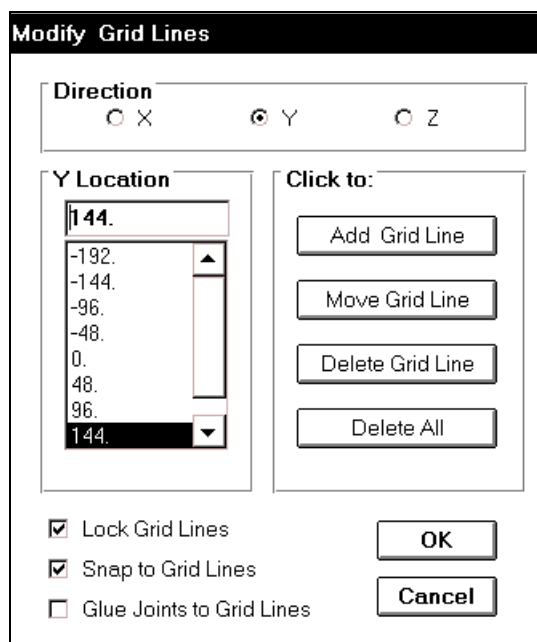 Modify Grid Lines
Direction
X Y Z
Y Location
144.
-192.
-144.
-96.
-48.
0.
48.
96.
144.
Click to:
Add Grid Line
Move Grid Line
Delete Grid Line
Delete All
Lock Grid Lines
Snap to Grid Lines
Glue Joints to Grid Lines
OK
Cancel